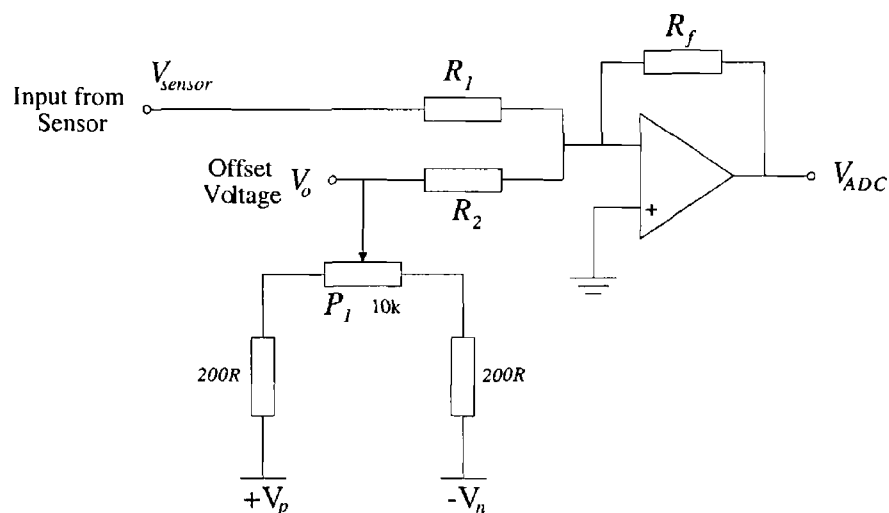 R_f
V_sensor
R_1
Input from
Sensor
Offset
Voltage
V_o
R_2
V_ADC
+
P_1
10k
200R
200R
+V_p
-V_n